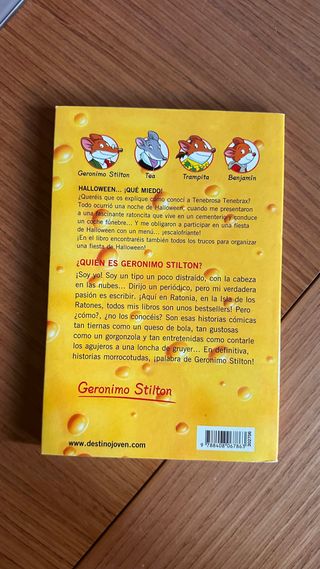 Geronimo Stilton Tea Trampita Benjamín
HALLOWEEN... ¡QUÉ MIEDO!
¿Queréis que os explique cómo conocí a Tenebrosa Tenebrax?
Todo ocurrió una noche de Halloween, cuando me presentaron
a una fascinante ratoncita que vive en un cementerio y conduce
un coche fúnebre... Y me obligaron a participar en una fiesta
de Halloween con un menú... ¡escalofriante!
¡En el libro encontraréis también todos los trucos para organizar
una fiesta de Halloween!
¿QUIÉN ES GERONIMO STILTON?
¡Soy yo! Soy un tipo un poco distraído, con la cabeza
en las nubes... Dirijo un periódico, pero mi verdadera
pasión es escribir. ¡Aquí en Ratonia, en la Isla de los
Ratones, todos mis libros son unos bestsellers! Pero
¿cómo?, ¿no los conocéis? Son esas historias cómicas
tan tiernas como un queso de bola, tan gustosas
como un gorgonzola y tan entretenidas como contarle
los agujeros a una loncha de gruyer... En definitiva,
historias morrocotudas, ¡palabra de Geronimo Stilton!
Geronimo Stilton
www.destinojoven.com
9 788408 067863